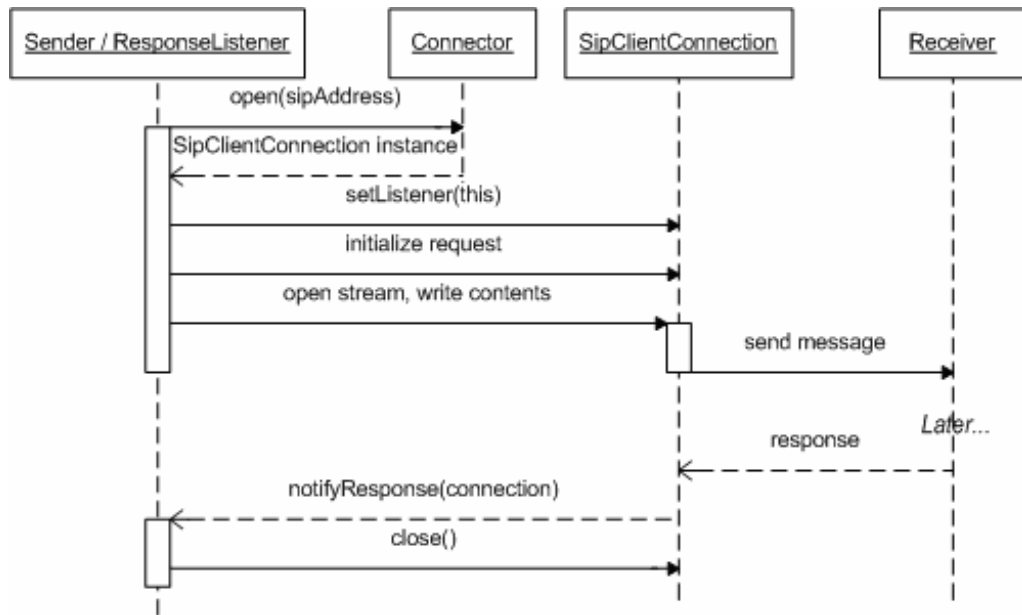 Sender / ResponseListener
Connector
SipClientConnection
Receiver
open(sipAddress)
SipClientConnection instance
setListener(this)
initialize request
open stream, write contents
send message
Later...
response
notifyResponse(connection)
close()